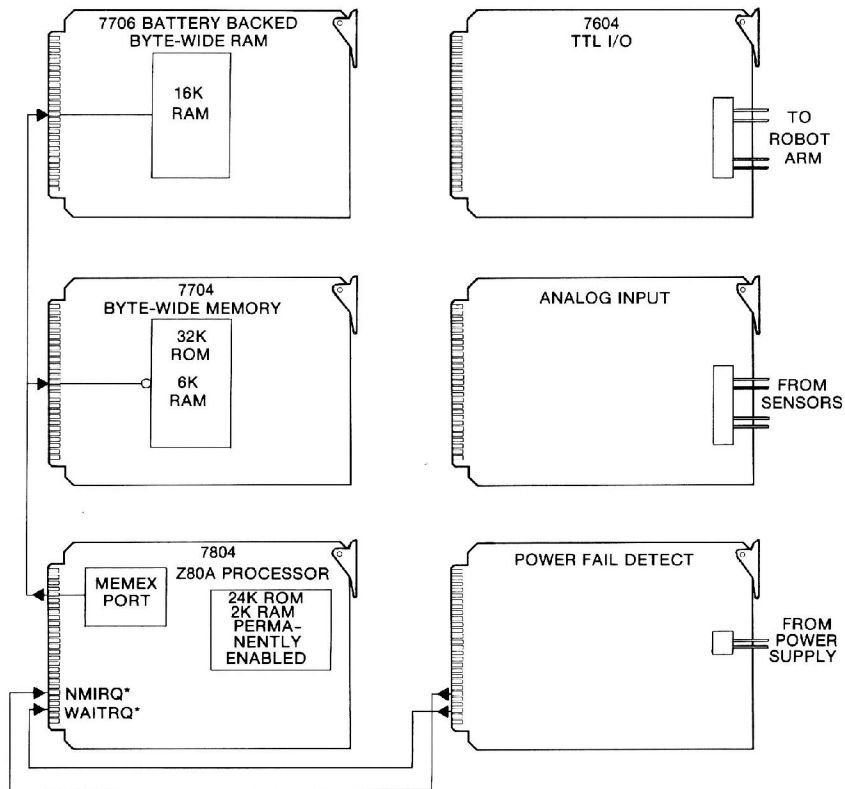 7706 BATTERY BACKED
BYTE-WIDE RAM
16K
RAM
7604
TTL I/O
TO
ROBOT
ARM
7704
BYTE-WIDE MEMORY
32K
ROM
6K
RAM
ANALOG INPUT
FROM
SENSORS
7804
Z80A PROCESSOR
MEMEX
PORT
24K ROM
2K RAM
PERMA-
NENTLY
ENABLED
NMIRQ*
WAITRQ*
POWER FAIL DETECT
FROM
POWER
SUPPLY